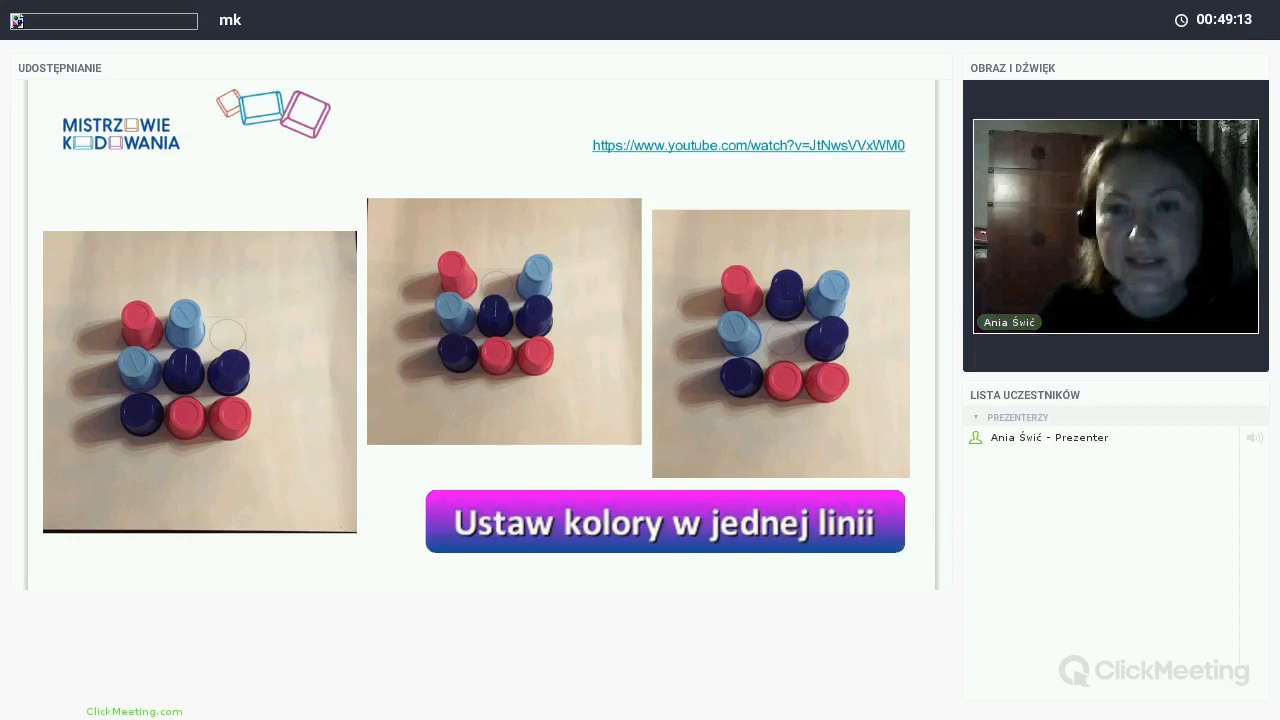 mk
00:49:13
UDOSTĘPNIANIE
MISTRZOWIE
KODOWANIA
https://www.youtube.com/watch?v=JtNwsVVxWM0
Ustaw kolory w jednej linii
OBRAZ I DŹWIĘK
Ania Świć
LISTA UCZESTNIKÓW
PREZENTERZY
Ania Świć - Prezenter
ClickMeeting
ClickMeeting.com